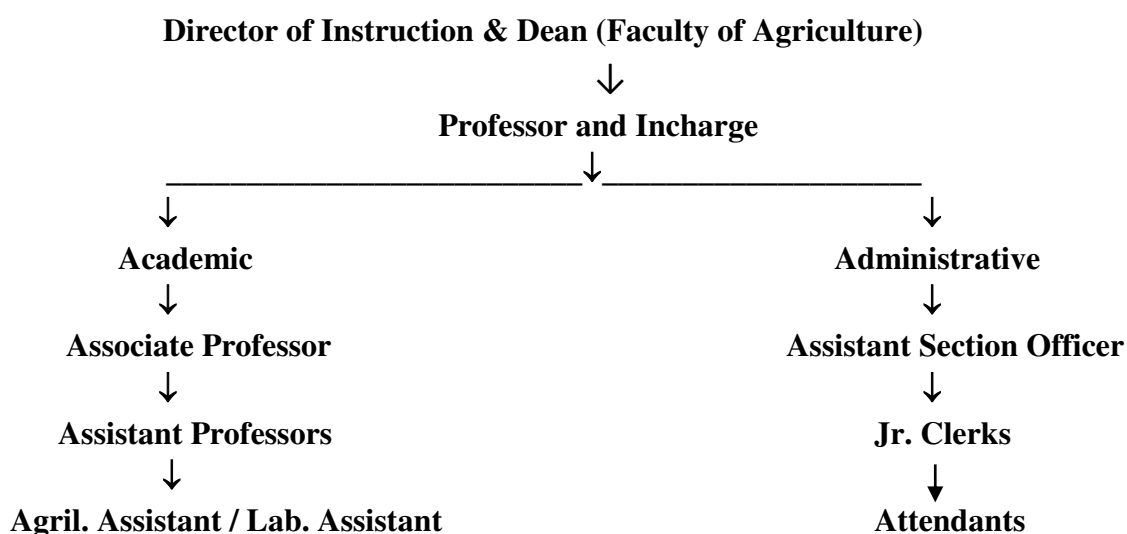 Director of Instruction & Dean (Faculty of Agriculture)
Professor and Incharge
Academic Administrative
Associate Professor Assistant Section Officer
Assistant Professors Jr. Clerks
Agril. Assistant / Lab. Assistant Attendants